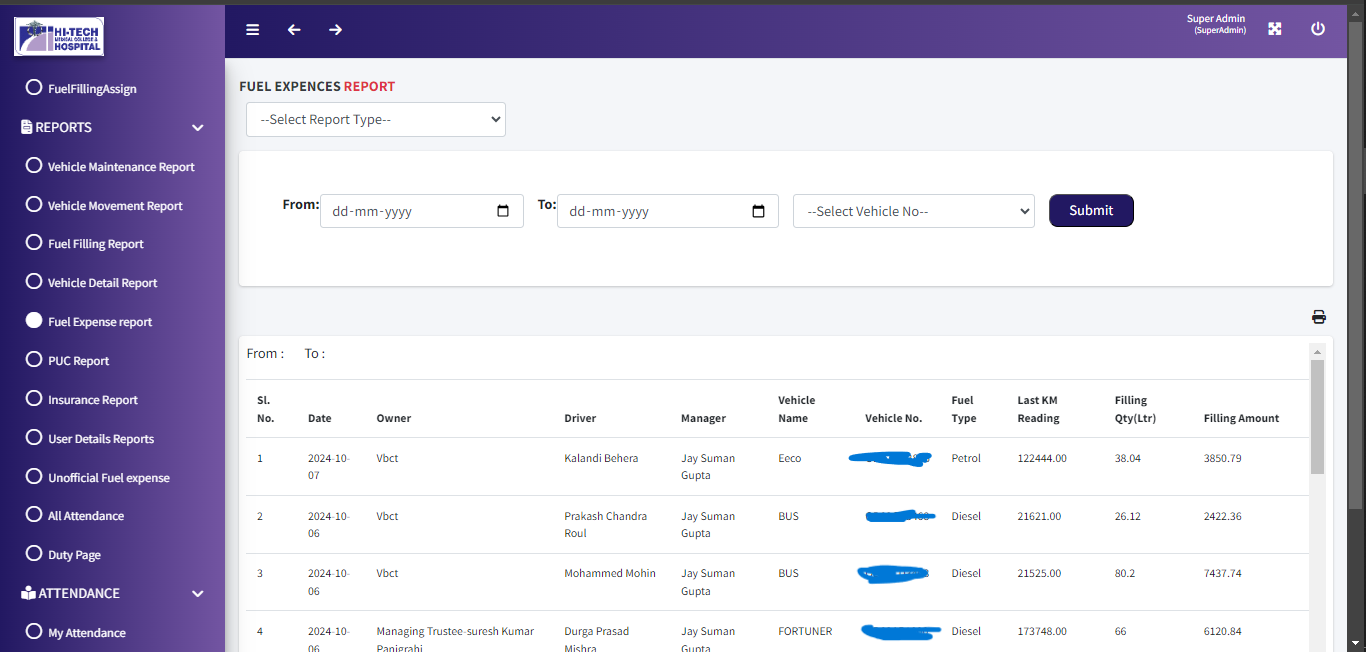 HI-TECH
MEDICAL COLLEGE &
HOSPITAL
Super Admin
(SuperAdmin)
FuelFillingAssign
REPORTS
Vehicle Maintenance Report
Vehicle Movement Report
Fuel Filling Report
Vehicle Detail Report
Fuel Expense report
PUC Report
Insurance Report
User Details Reports
Unofficial Fuel expense
All Attendance
Duty Page
ATTENDANCE
My Attendance
FUEL EXPENCES REPORT
--Select Report Type--
From: dd-mm-yyyy To: dd-mm-yyyy --Select Vehicle No-- Submit
From : To :
Sl. No. Date Owner Driver Manager Vehicle Name Vehicle No. Fuel Type Last KM Reading Filling Qty(Ltr) Filling Amount
1 2024-10-07 Vbct Kalandi Behera Jay Suman Gupta Eeco Petrol 122444.00 38.04 3850.79
2 2024-10-06 Vbct Prakash Chandra Roul Jay Suman Gupta BUS Diesel 21621.00 26.12 2422.36
3 2024-10-06 Vbct Mohammed Mohin Jay Suman Gupta BUS Diesel 21525.00 80.2 7437.74
4 2024-10-06 Managing Trustee-suresh Kumar Panigrahi Durga Prasad Mishra Jay Suman Gupta FORTUNER Diesel 173748.00 66 6120.84